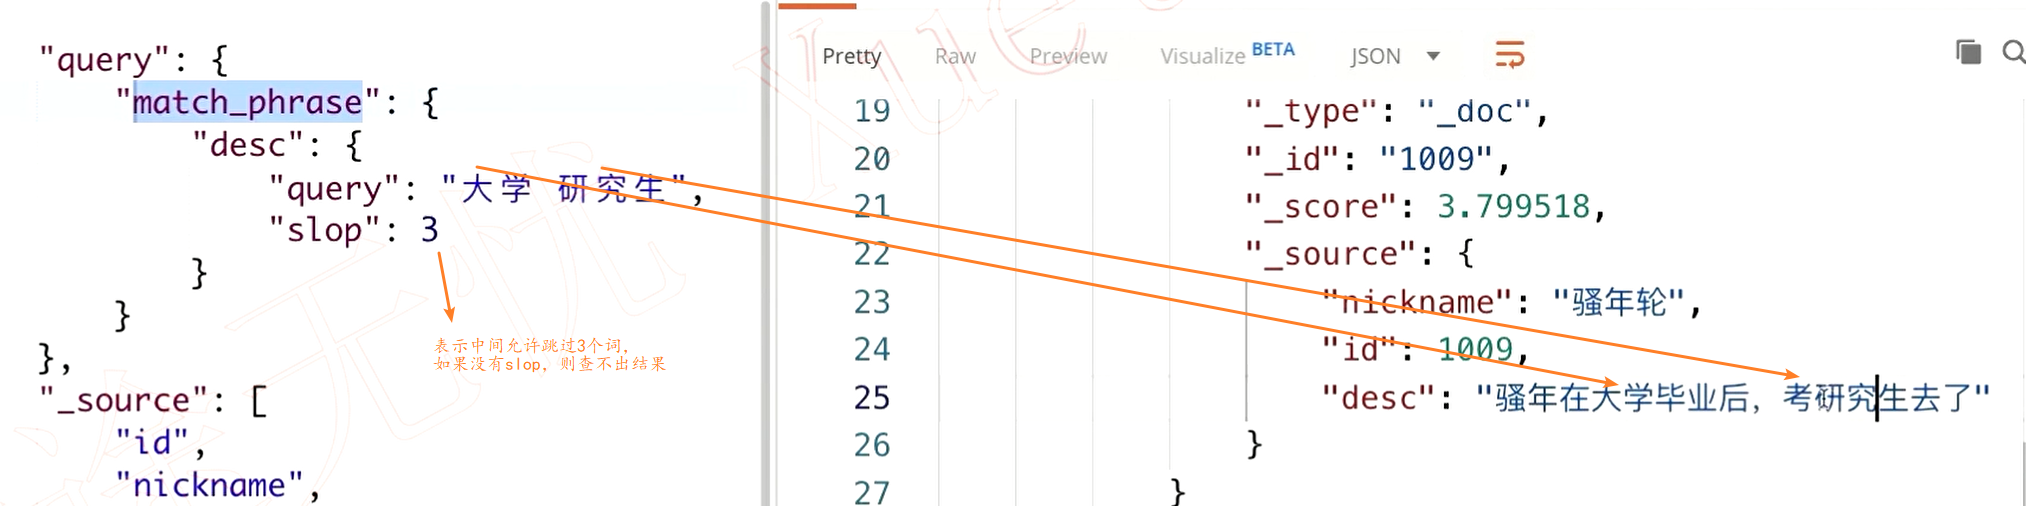 "query": {
"match_phrase": {
"desc": {
"query": "大学 研究生",
"slop": 3
}
}
},
"_source": [
"id",
"nickname",
表示中间允许跳过3个词,
如果没有slop, 则查不出结果
Pretty Raw Preview Visualize BETA JSON
19 "_type": "_doc",
20 "_id": "1009",
21 "_score": 3.799518,
22 "_source": {
23 "nickname": "骚年轮",
24 "id": 1009,
25 "desc": "骚年在大学毕业后，考研究生去了"
26 }
27 }